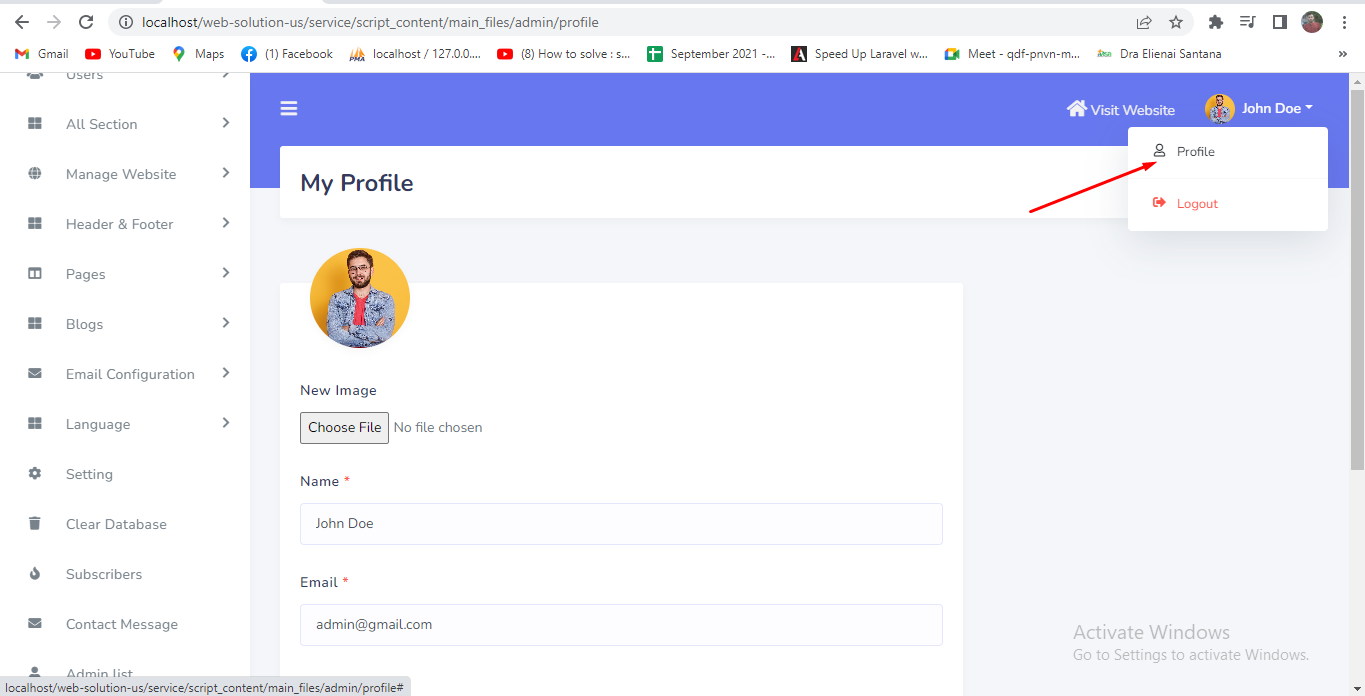 localhost/web-solution-us/service/script_content/main_files/admin/profile
Gmail YouTube Maps (1) Facebook localhost / 127.0.0.... (8) How to solve : s... September 2021 -... Speed Up Laravel w... Meet - qdf-pnvn-m... Dra Elienai Santana »
Users
All Section
Manage Website
Header & Footer
Pages
Blogs
Email Configuration
Language
Setting
Clear Database
Subscribers
Contact Message
Admin list
Visit Website John Doe
Profile
Logout
My Profile
New Image
Choose File No file chosen
Name *
John Doe
Email *
admin@gmail.com
Activate Windows
Go to Settings to activate Windows.
localhost/web-solution-us/service/script_content/main_files/admin/profile#